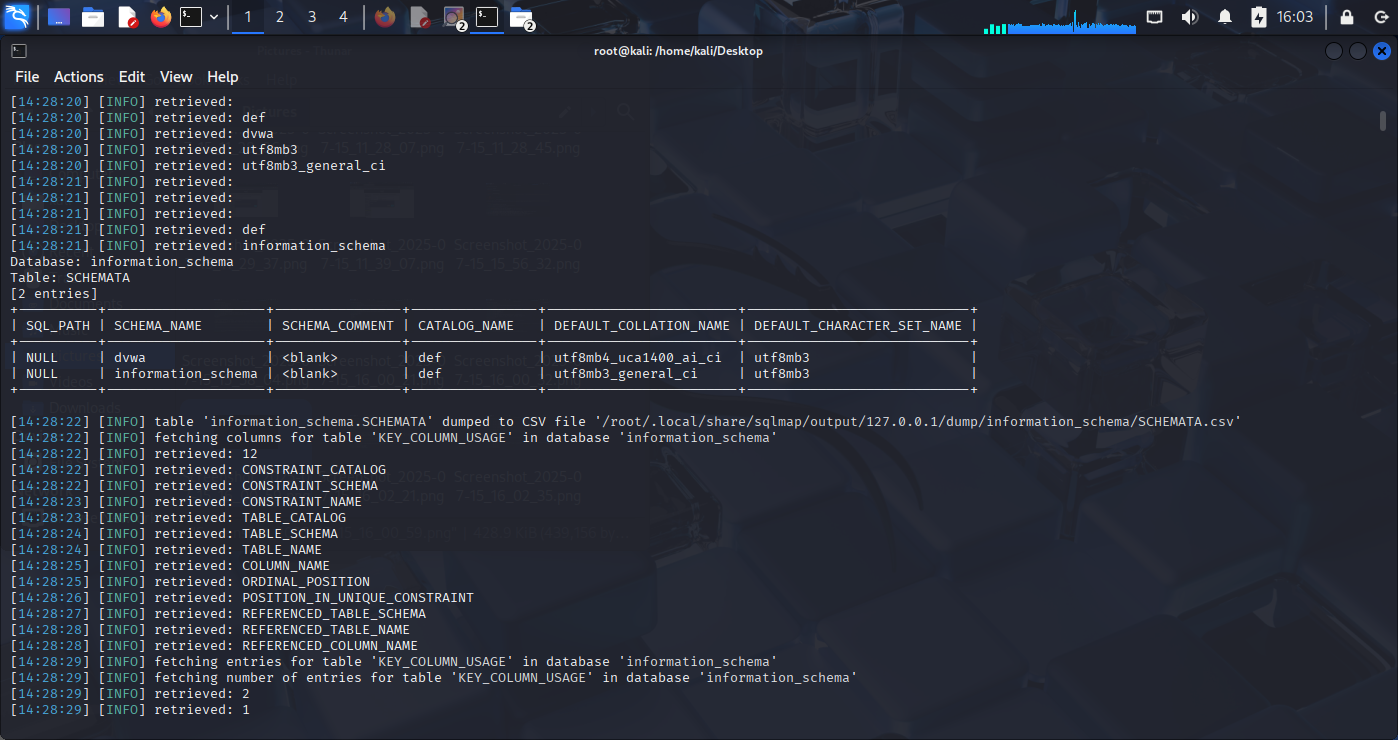 1 2 3 4 2 2 16:03
root@kali: /home/kali/Desktop
File Actions Edit View Help
[14:28:20] [INFO] retrieved:
[14:28:20] [INFO] retrieved: def
[14:28:20] [INFO] retrieved: dvwa
[14:28:20] [INFO] retrieved: utf8mb3
[14:28:20] [INFO] retrieved: utf8mb3_general_ci
[14:28:21] [INFO] retrieved:
[14:28:21] [INFO] retrieved:
[14:28:21] [INFO] retrieved:
[14:28:21] [INFO] retrieved: def
[14:28:21] [INFO] retrieved: information_schema
Database: information_schema
Table: SCHEMATA
[2 entries]
+----------+--------------------+----------------+----------------+------------------------+----------------------------+
| SQL_PATH | SCHEMA_NAME | SCHEMA_COMMENT | CATALOG_NAME | DEFAULT_COLLATION_NAME | DEFAULT_CHARACTER_SET_NAME |
+----------+--------------------+----------------+----------------+------------------------+----------------------------+
| NULL | dvwa | <blank> | def | utf8mb4_uca1400_ai_ci | utf8mb3 |
| NULL | information_schema | <blank> | def | utf8mb3_general_ci | utf8mb3 |
+----------+--------------------+----------------+----------------+------------------------+----------------------------+
[14:28:22] [INFO] table 'information_schema.SCHEMATA' dumped to CSV file '/root/.local/share/sqlmap/output/127.0.0.1/dump/information_schema/SCHEMATA.csv'
[14:28:22] [INFO] fetching columns for table 'KEY_COLUMN_USAGE' in database 'information_schema'
[14:28:22] [INFO] retrieved: 12
[14:28:22] [INFO] retrieved: CONSTRAINT_CATALOG
[14:28:22] [INFO] retrieved: CONSTRAINT_SCHEMA
[14:28:23] [INFO] retrieved: CONSTRAINT_NAME
[14:28:23] [INFO] retrieved: TABLE_CATALOG
[14:28:24] [INFO] retrieved: TABLE_SCHEMA
[14:28:24] [INFO] retrieved: TABLE_NAME
[14:28:25] [INFO] retrieved: COLUMN_NAME
[14:28:25] [INFO] retrieved: ORDINAL_POSITION
[14:28:26] [INFO] retrieved: POSITION_IN_UNIQUE_CONSTRAINT
[14:28:27] [INFO] retrieved: REFERENCED_TABLE_SCHEMA
[14:28:28] [INFO] retrieved: REFERENCED_TABLE_NAME
[14:28:28] [INFO] retrieved: REFERENCED_COLUMN_NAME
[14:28:29] [INFO] fetching entries for table 'KEY_COLUMN_USAGE' in database 'information_schema'
[14:28:29] [INFO] fetching number of entries for table 'KEY_COLUMN_USAGE' in database 'information_schema'
[14:28:29] [INFO] retrieved: 2
[14:28:29] [INFO] retrieved: 1